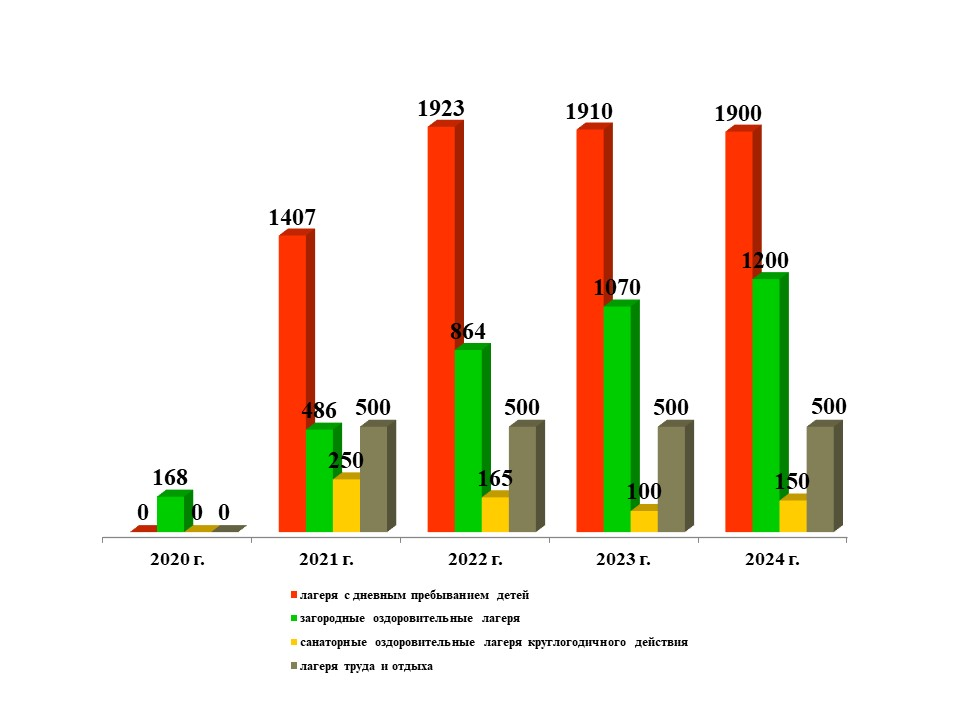 1923
1910
1900
1407
1200
1070
864
486
500
500
500
500
250
168
165
150
100
0
0
0
2020 г.
2021 г.
2022 г.
2023 г.
2024 г.
лагеря с дневным пребыванием детей
загородные оздоровительные лагеря
санаторные оздоровительные лагеря круглогодичного действия
лагеря труда и отдыха